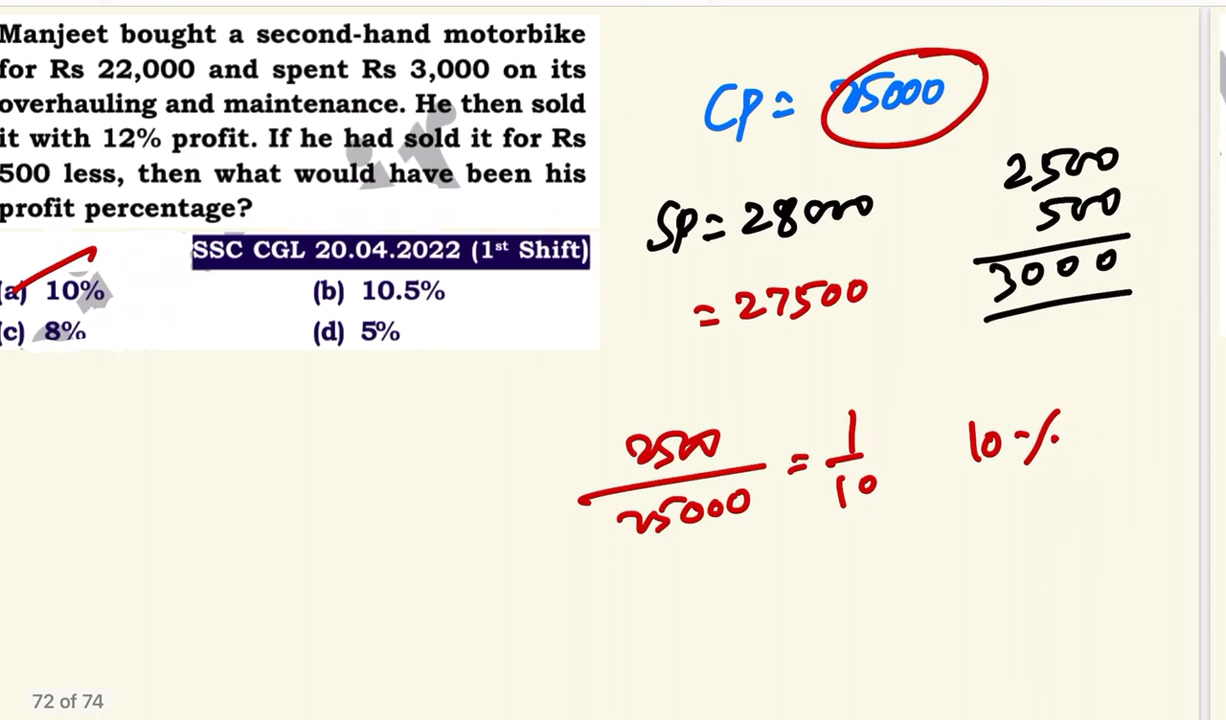 Manjeet bought a second-hand motorbike
for Rs 22,000 and spent Rs 3,000 on its
overhauling and maintenance. He then sold
it with 12% profit. If he had sold it for Rs
500 less, then what would have been his
profit percentage?
SSC CGL 20.04.2022 (1st Shift)
(a) 10%
(b) 10.5%
(c) 8%
(d) 5%
CP = 25000
SP = 28000
= 27500
2500
500
3000
2500
25000
= 1
10
10 %
72 of 74